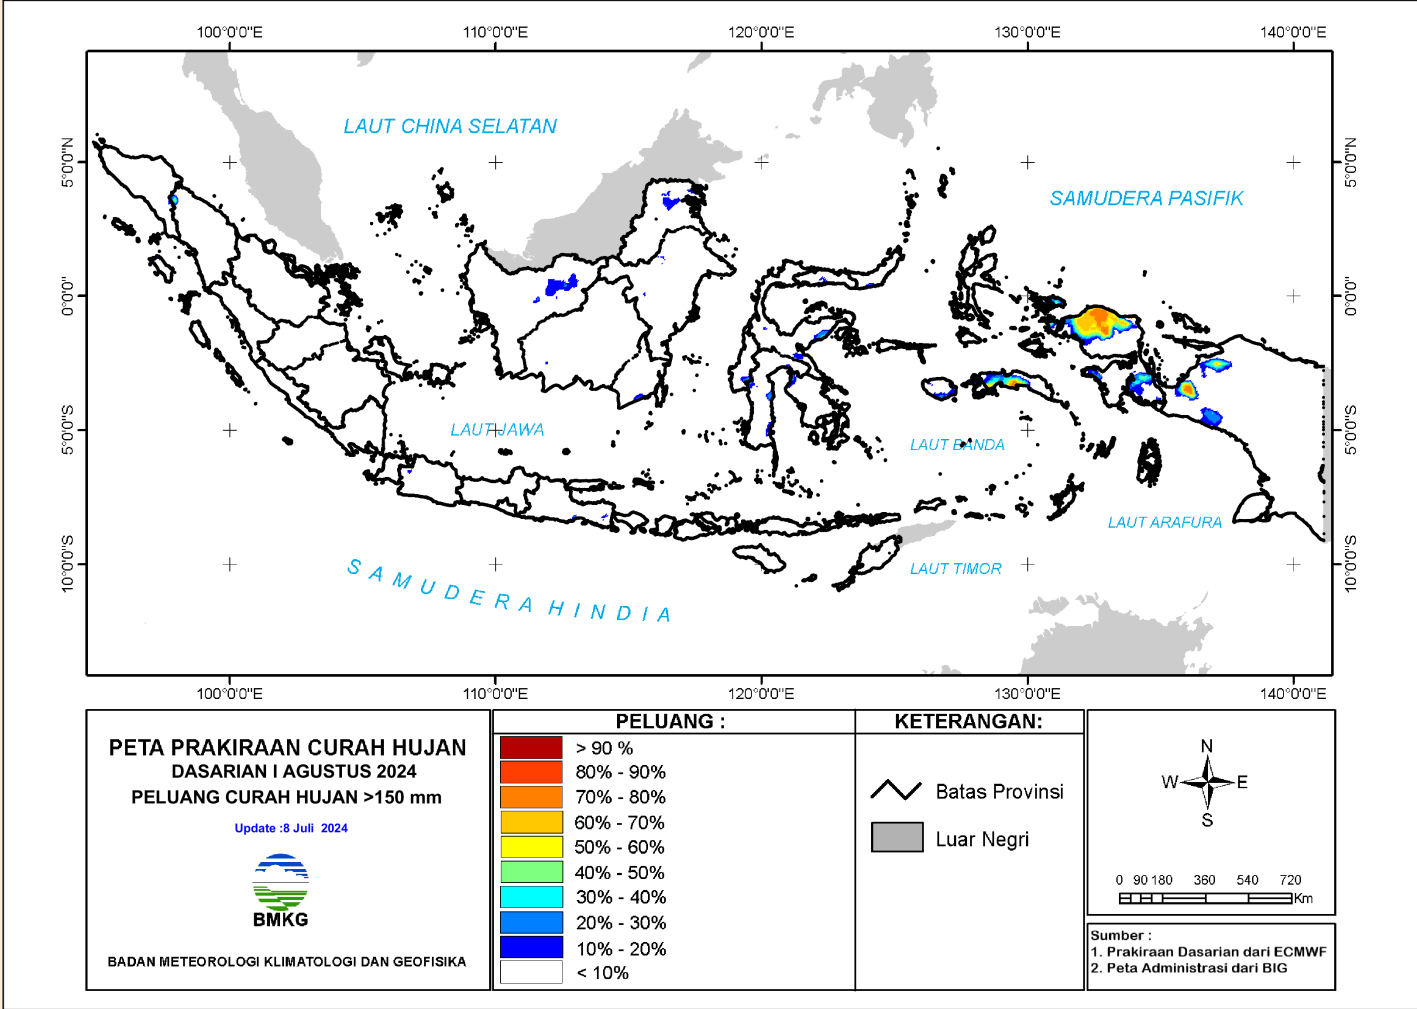 100°0'0"E 110°0'0"E 120°0'0"E 130°0'0"E 140°0'0"E
LAUT CHINA SELATAN
5°0'0"N 5°0'0"N
SAMUDERA PASIFIK
0°0'0" 0°0'0"
LAUT JAWA
5°0'0"S 5°0'0"S
LAUT BANDA
LAUT ARAFURA
10°0'0"S 10°0'0"S
LAUT TIMOR
SAMUDERA HINDIA
100°0'0"E 110°0'0"E 120°0'0"E 130°0'0"E 140°0'0"E
PETA PRAKIRAAN CURAH HUJAN
DASARIAN I AGUSTUS 2024
PELUANG CURAH HUJAN >150 mm
Update :8 Juli 2024
BMKG
BADAN METEOROLOGI KLIMATOLOGI DAN GEOFISIKA
PELUANG :
> 90 %
80% - 90%
70% - 80%
60% - 70%
50% - 60%
40% - 50%
30% - 40%
20% - 30%
10% - 20%
< 10%
KETERANGAN:
Batas Provinsi
Luar Negri
N
W E
S
0 90 180 360 540 720
Km
Sumber :
1. Prakiraan Dasarian dari ECMWF
2. Peta Administrasi dari BIG